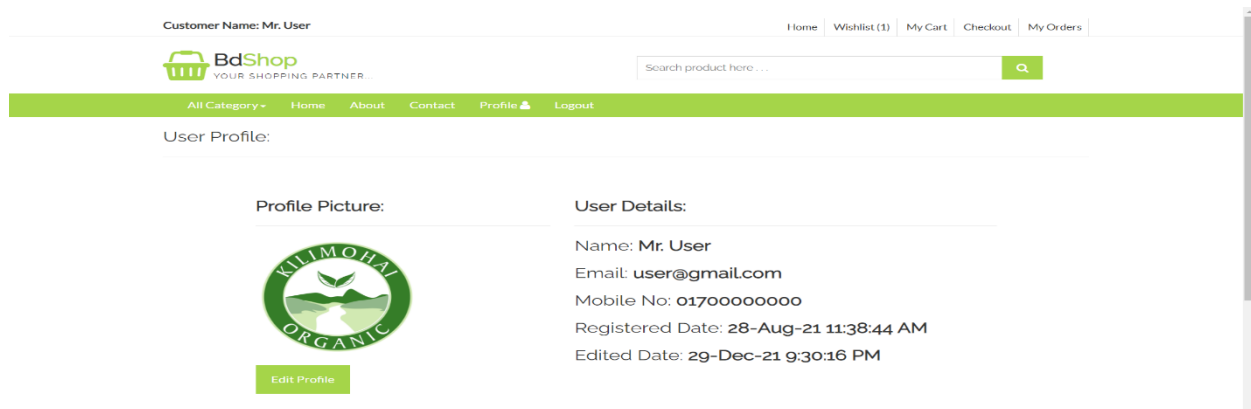 Customer Name: Mr. User
Home Wishlist (1) My Cart Checkout My Orders
BdShop
YOUR SHOPPING PARTNER...
Search product here . . .
All Category Home About Contact Profile Logout
User Profile:
Profile Picture:
KILIMOHAI
ORGANIC
Edit Profile
User Details:
Name: Mr. User
Email: user@gmail.com
Mobile No: 01700000000
Registered Date: 28-Aug-21 11:38:44 AM
Edited Date: 29-Dec-21 9:30:16 PM